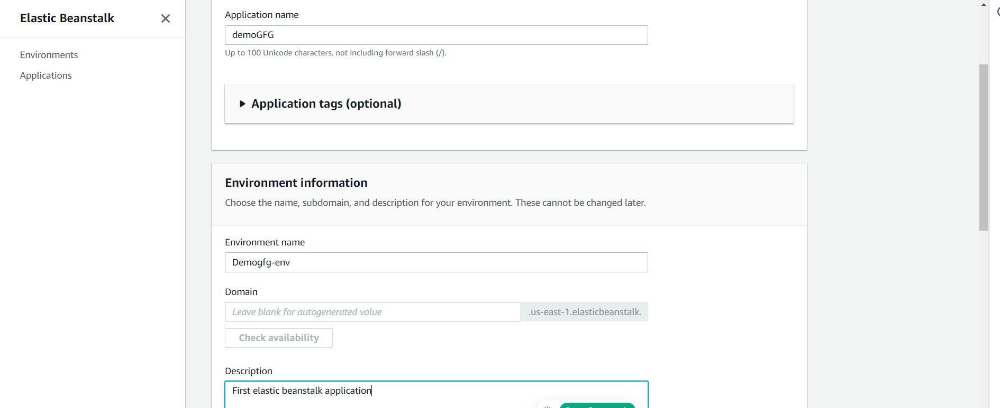 Elastic Beanstalk
Environments
Applications
Application name
demoGFG
Up to 100 Unicode characters, not including forward slash (/).
Application tags (optional)
Environment information
Choose the name, subdomain, and description for your environment. These cannot be changed later.
Environment name
Demogfg-env
Domain
Leave blank for autogenerated value
.us-east-1.elasticbeanstalk.
Check availability
Description
First elastic beanstalk application